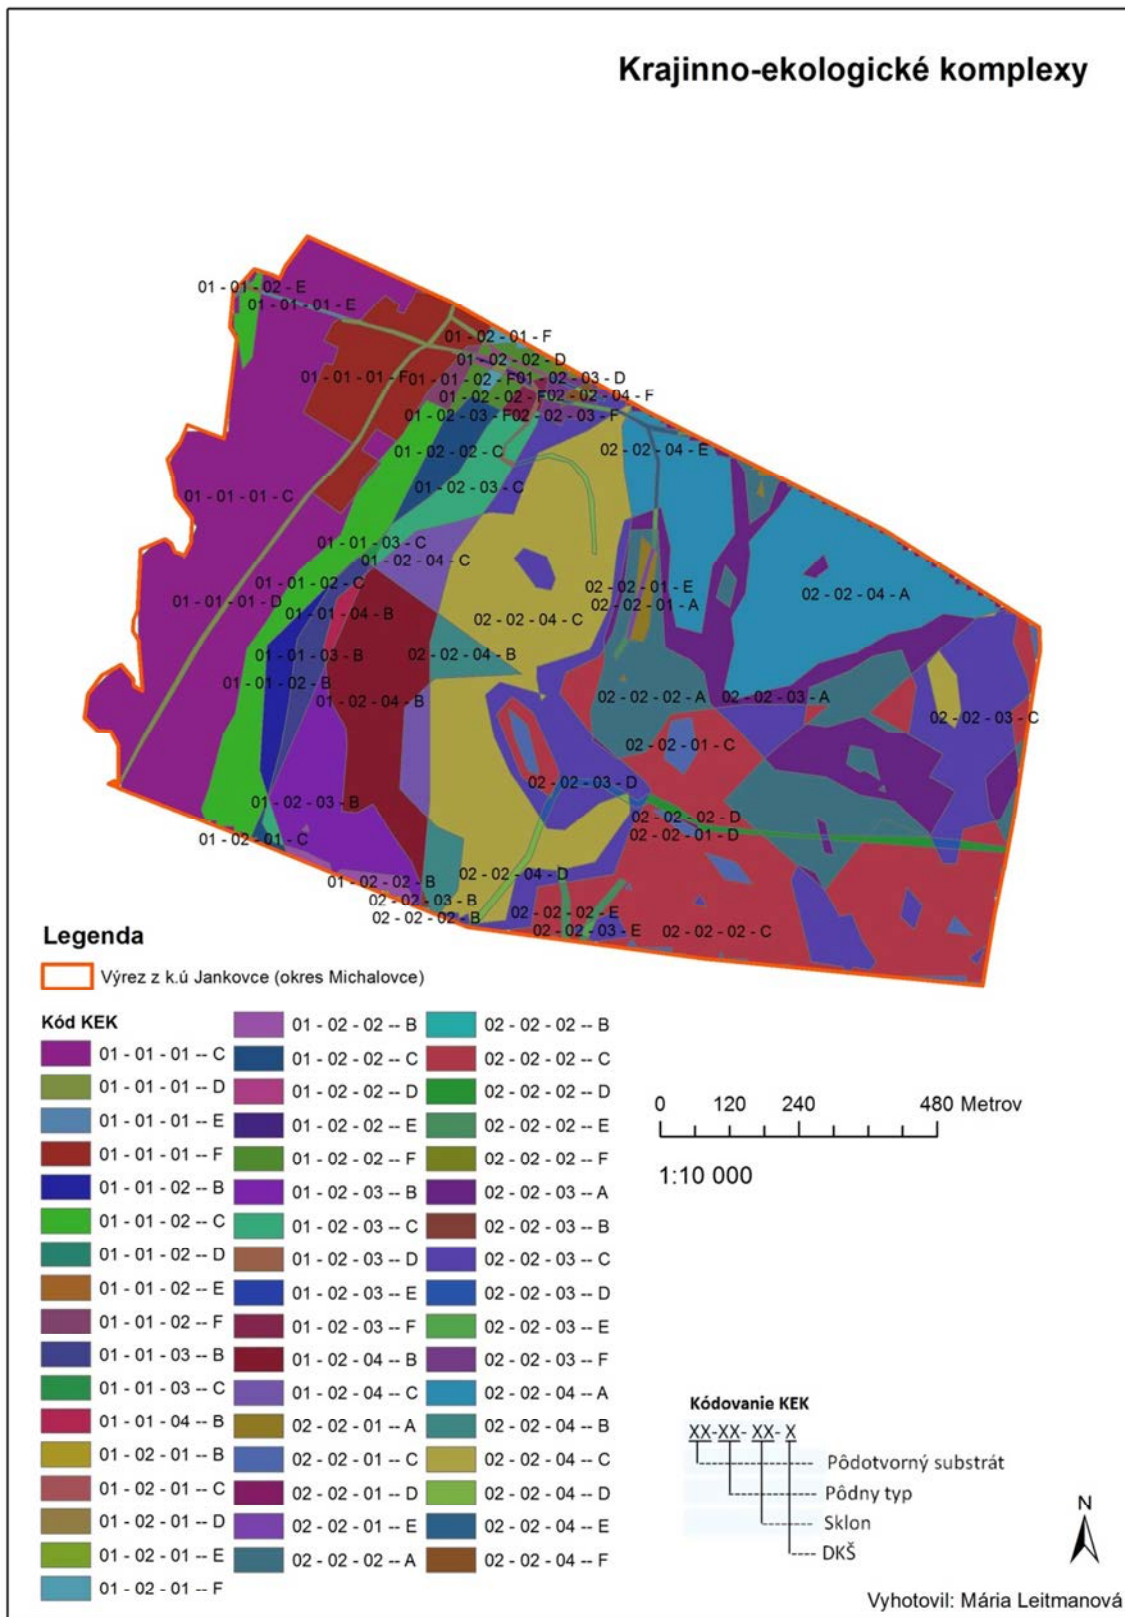 Krajinno-ekologické komplexy
01 - 01 - 02 - E
01 - 01 - 01 - E
01 - 02 - 01 - F
01 - 02 - 02 - D
01 - 01 - 01 - F
01 - 01 - 02 - F
01 - 02 - 03 - D
01 - 02 - 02 - F
02 - 02 - 04 - F
01 - 02 - 03 - F
02 - 02 - 03 - F
01 - 02 - 02 - C
02 - 02 - 04 - E
01 - 02 - 03 - C
01 - 01 - 01 - C
01 - 01 - 03 - C
01 - 02 - 04 - C
01 - 01 - 02 - C
02 - 02 - 01 - E
02 - 02 - 04 - A
01 - 01 - 01 - D
02 - 02 - 01 - A
01 - 01 - 04 - B
02 - 02 - 04 - C
01 - 01 - 03 - B
02 - 02 - 04 - B
01 - 01 - 02 - B
01 - 02 - 04 - B
02 - 02 - 02 - A
02 - 02 - 03 - A
02 - 02 - 03 - C
02 - 02 - 01 - C
02 - 02 - 03 - D
01 - 02 - 03 - B
02 - 02 - 02 - D
02 - 02 - 01 - D
01 - 02 - 01 - C
02 - 02 - 04 - D
01 - 02 - 02 - B
02 - 02 - 03 - B
02 - 02 - 02 - B
02 - 02 - 02 - E
02 - 02 - 03 - E
02 - 02 - 02 - C
Legenda
Výrez z k.ú Jankovce (okres Michalovce)
Kód KEK
01 - 01 - 01 -- C
01 - 01 - 01 -- D
01 - 01 - 01 -- E
01 - 01 - 01 -- F
01 - 01 - 02 -- B
01 - 01 - 02 -- C
01 - 01 - 02 -- D
01 - 01 - 02 -- E
01 - 01 - 02 -- F
01 - 01 - 03 -- B
01 - 01 - 03 -- C
01 - 01 - 04 -- B
01 - 02 - 01 -- B
01 - 02 - 01 -- C
01 - 02 - 01 -- D
01 - 02 - 01 -- E
01 - 02 - 01 -- F
01 - 02 - 02 -- B
01 - 02 - 02 -- C
01 - 02 - 02 -- D
01 - 02 - 02 -- E
01 - 02 - 02 -- F
01 - 02 - 03 -- B
01 - 02 - 03 -- C
01 - 02 - 03 -- D
01 - 02 - 03 -- E
01 - 02 - 03 -- F
01 - 02 - 04 -- B
01 - 02 - 04 -- C
02 - 02 - 01 -- A
02 - 02 - 01 -- C
02 - 02 - 01 -- D
02 - 02 - 01 -- E
02 - 02 - 02 -- A
02 - 02 - 02 -- B
02 - 02 - 02 -- C
02 - 02 - 02 -- D
02 - 02 - 02 -- E
02 - 02 - 02 -- F
02 - 02 - 03 -- A
02 - 02 - 03 -- B
02 - 02 - 03 -- C
02 - 02 - 03 -- D
02 - 02 - 03 -- E
02 - 02 - 03 -- F
02 - 02 - 04 -- A
02 - 02 - 04 -- B
02 - 02 - 04 -- C
02 - 02 - 04 -- D
02 - 02 - 04 -- E
02 - 02 - 04 -- F
0 120 240 480 Metrov
1:10 000
Kódovanie KEK
XX-XX- XX- X
Pôdotvorný substrát
Pôdny typ
Sklon
DKŠ
N
Vyhotovil: Mária Leitmanová